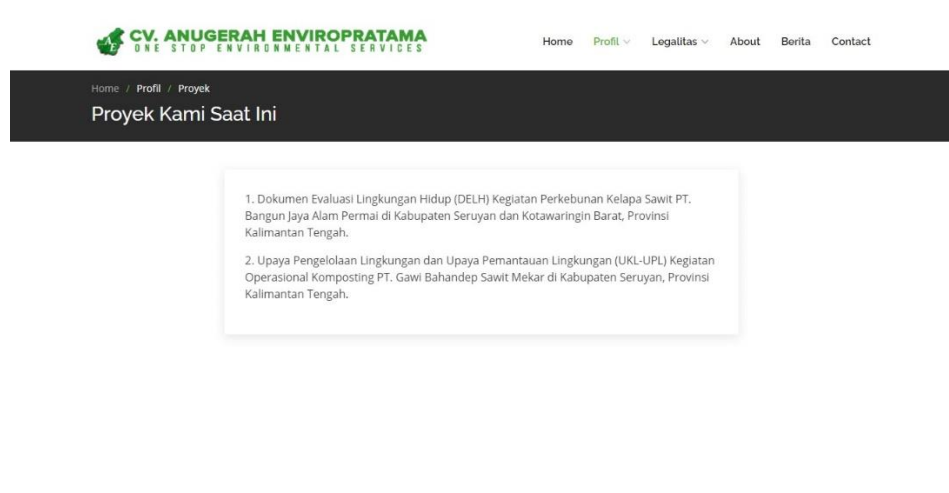 CV. ANUGERAH ENVIROPRATAMA
ONE STOP ENVIRONMENTAL SERVICES
Home Profil Legalitas About Berita Contact
Home / Profil / Proyek
Proyek Kami Saat Ini
1. Dokumen Evaluasi Lingkungan Hidup (DELH) Kegiatan Perkebunan Kelapa Sawit PT.
Bangun Jaya Alam Permai di Kabupaten Seruyan dan Kotawaringin Barat, Provinsi
Kalimantan Tengah.
2. Upaya Pengelolaan Lingkungan dan Upaya Pemantauan Lingkungan (UKL-UPL) Kegiatan
Operasional Komposting PT. Gawi Bahandep Sawit Mekar di Kabupaten Seruyan, Provinsi
Kalimantan Tengah.